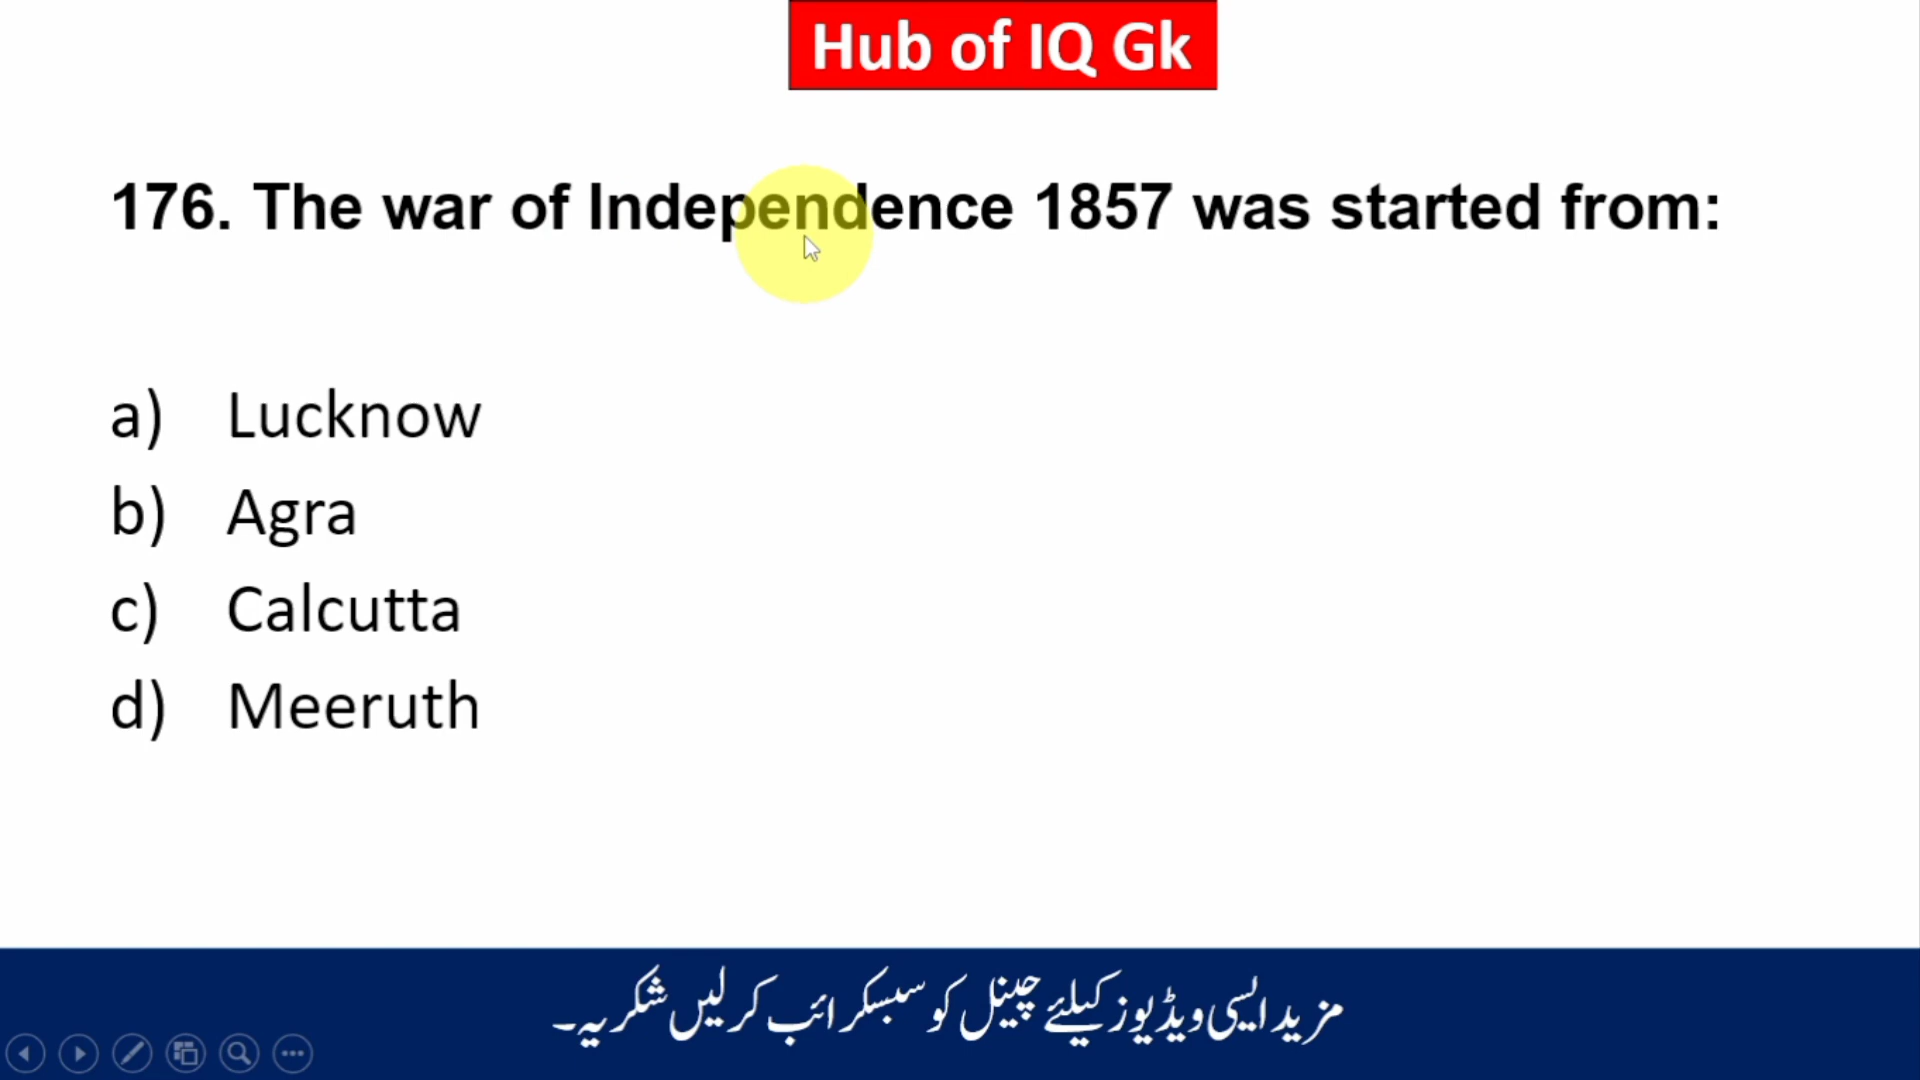 Hub of IQ Gk
176. The war of Independence 1857 was started from:
a) Lucknow
b) Agra
c) Calcutta
d) Meeruth
مزید ایسی ویڈیوز کیلئے چینل کو سبسکرائب کر لیں شکریہ۔